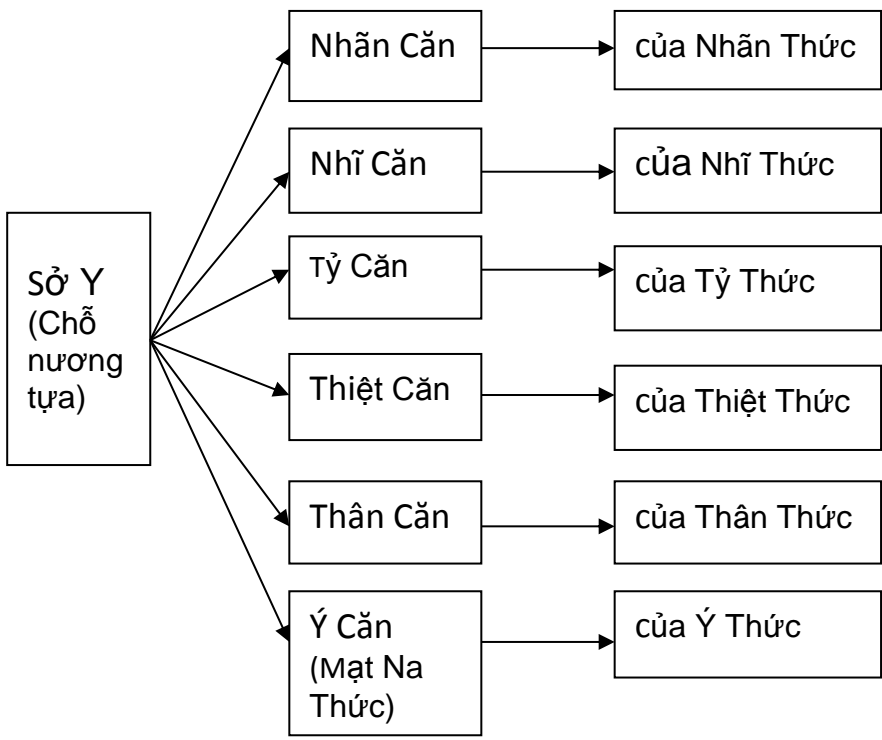 Nhãn Căn
của Nhãn Thức
Nhĩ Căn
của Nhĩ Thức
Sở Y
(Chỗ
nương
tựa)
Tỷ Căn
của Tỷ Thức
Thiệt Căn
của Thiệt Thức
Thân Căn
của Thân Thức
Ý Căn
(Mạt Na
Thức)
của Ý Thức